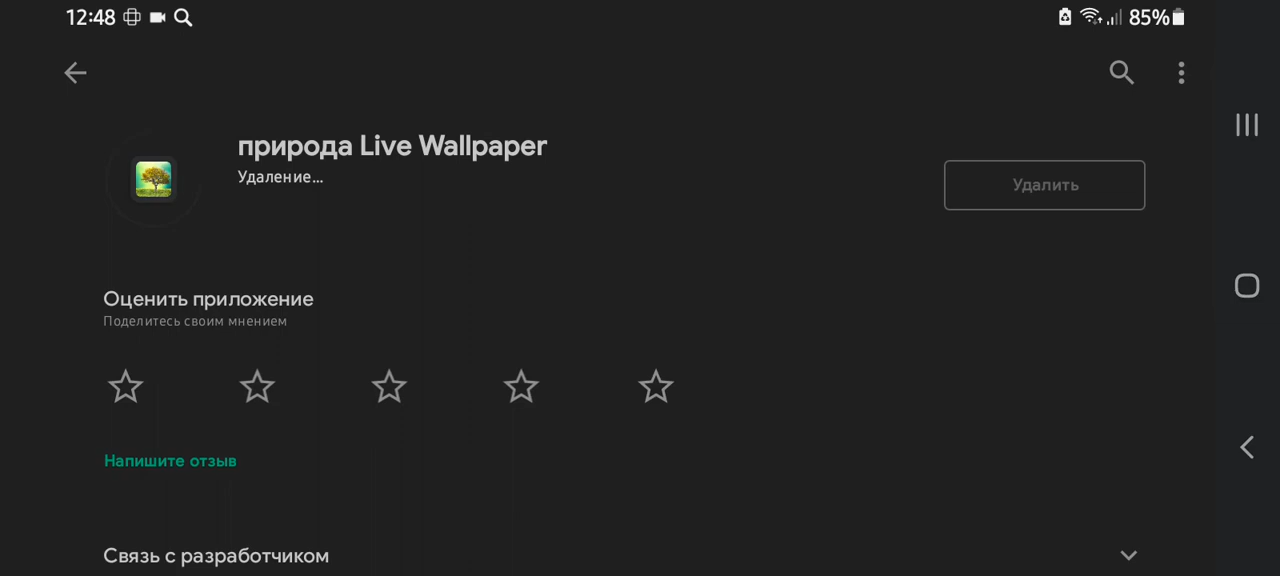 12:48
85%
природа Live Wallpaper
Удаление...
Удалить
Оценить приложение
Поделитесь своим мнением
Напишите отзыв
Связь с разработчиком